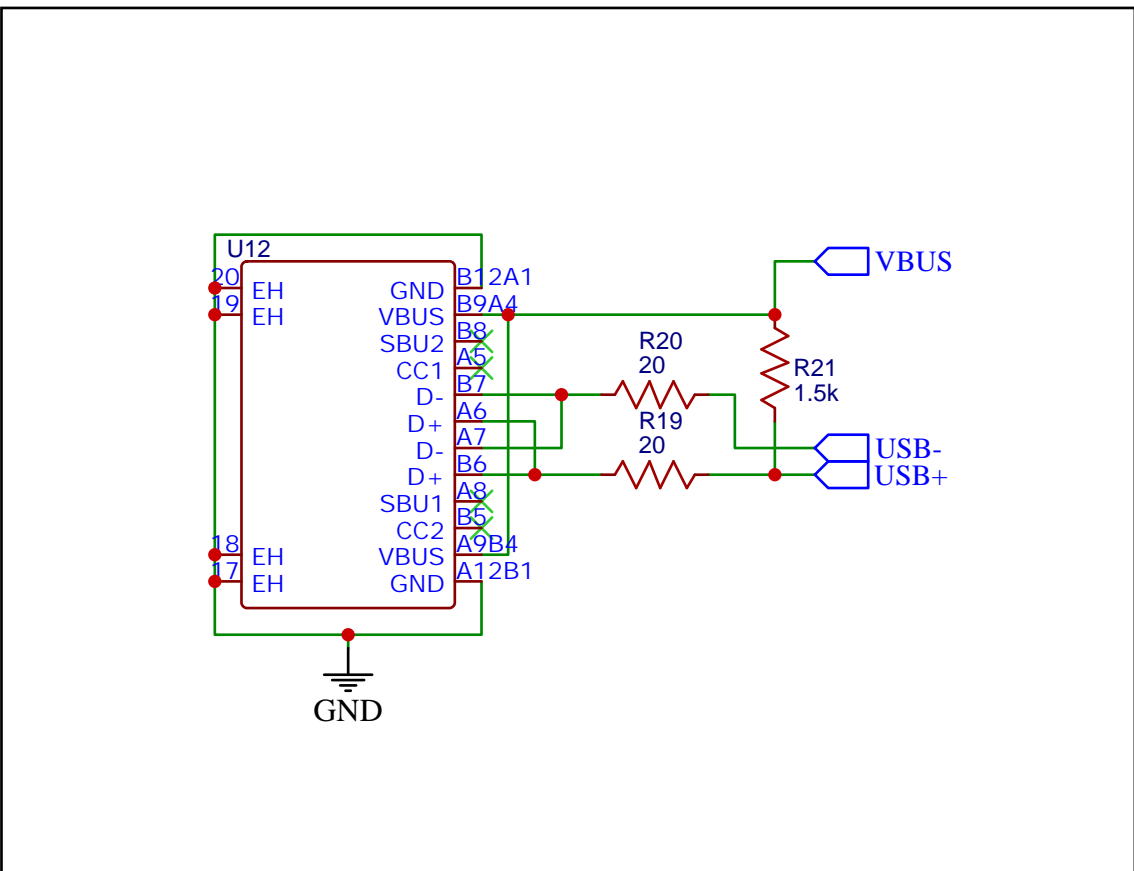 U12
20
EH
19
EH
18
EH
17
EH
B12A1
GND
B9A4
VBUS
B8
SBU2
A5
CC1
B7
D-
A6
D+
A7
D-
B6
D+
A8
SBU1
B5
CC2
A9B4
VBUS
A12B1
GND
R20
20
R19
20
R21
1.5k
VBUS
USB-
USB+
GND